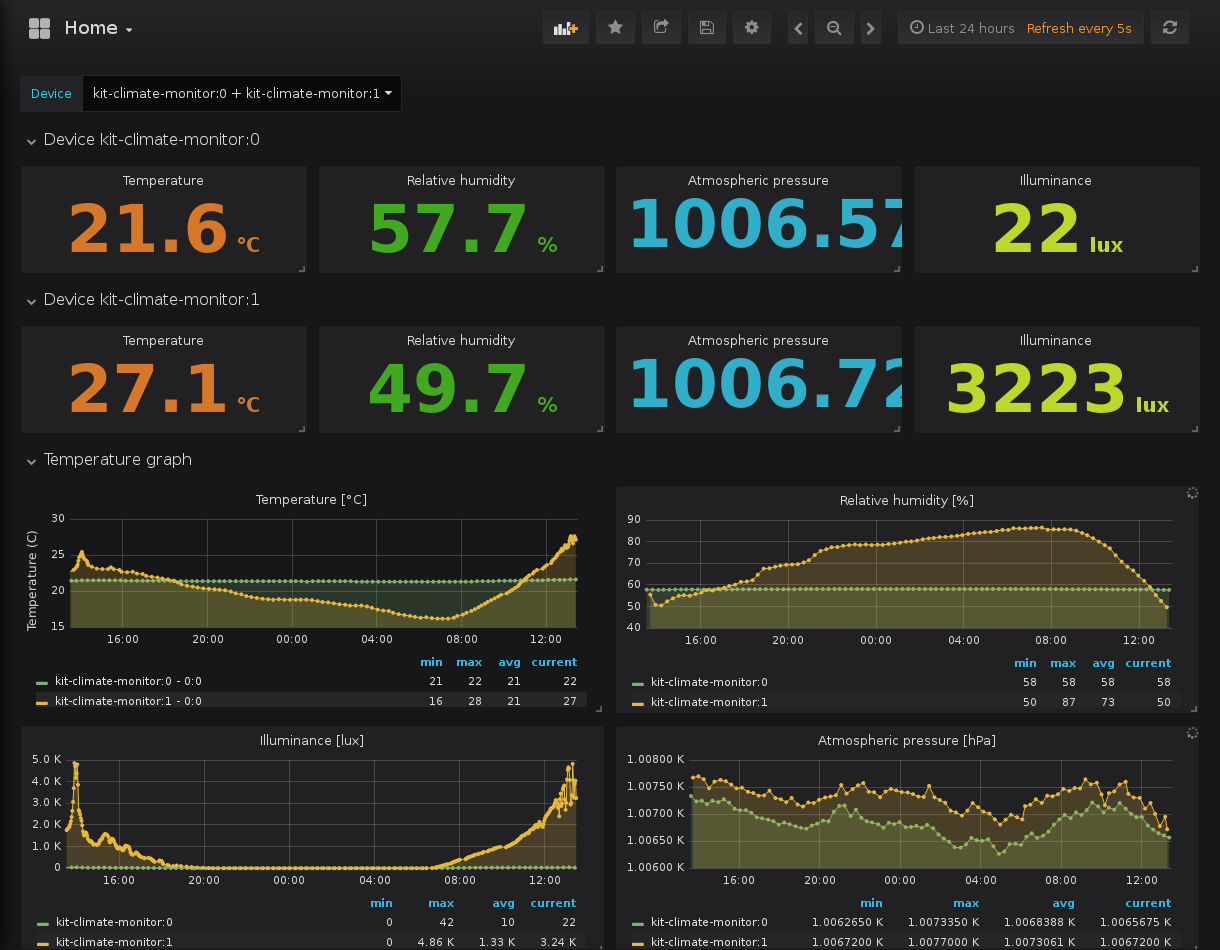 Home
Last 24 hours Refresh every 5s
Device kit-climate-monitor:0 + kit-climate-monitor:1
Device kit-climate-monitor:0
Temperature Relative humidity Atmospheric pressure Illuminance
21.6 °C 57.7 % 1006.57 22 lux
Device kit-climate-monitor:1
Temperature Relative humidity Atmospheric pressure Illuminance
27.1 °C 49.7 % 1006.72 3223 lux
Temperature graph
Temperature [°C]
Temperature (C)
30
25
20
15
16:00 20:00 00:00 04:00 08:00 12:00
min max avg current
kit-climate-monitor:0 - 0:0 21 22 21 22
kit-climate-monitor:1 - 0:0 16 28 21 27
Relative humidity [%]
90
80
70
60
50
40
16:00 20:00 00:00 04:00 08:00 12:00
min max avg current
kit-climate-monitor:0 58 58 58 58
kit-climate-monitor:1 50 87 73 50
Illuminance [lux]
5.0 K
4.0 K
3.0 K
2.0 K
1.0 K
0
16:00 20:00 00:00 04:00 08:00 12:00
min max avg current
kit-climate-monitor:0 0 42 10 22
kit-climate-monitor:1 0 4.86 K 1.33 K 3.24 K
Atmospheric pressure [hPa]
1.00800 K
1.00750 K
1.00700 K
1.00650 K
1.00600 K
16:00 20:00 00:00 04:00 08:00 12:00
min max avg current
kit-climate-monitor:0 1.0062650 K 1.0073350 K 1.0068388 K 1.0065675 K
kit-climate-monitor:1 1.0067200 K 1.0077000 K 1.0073061 K 1.0067200 K